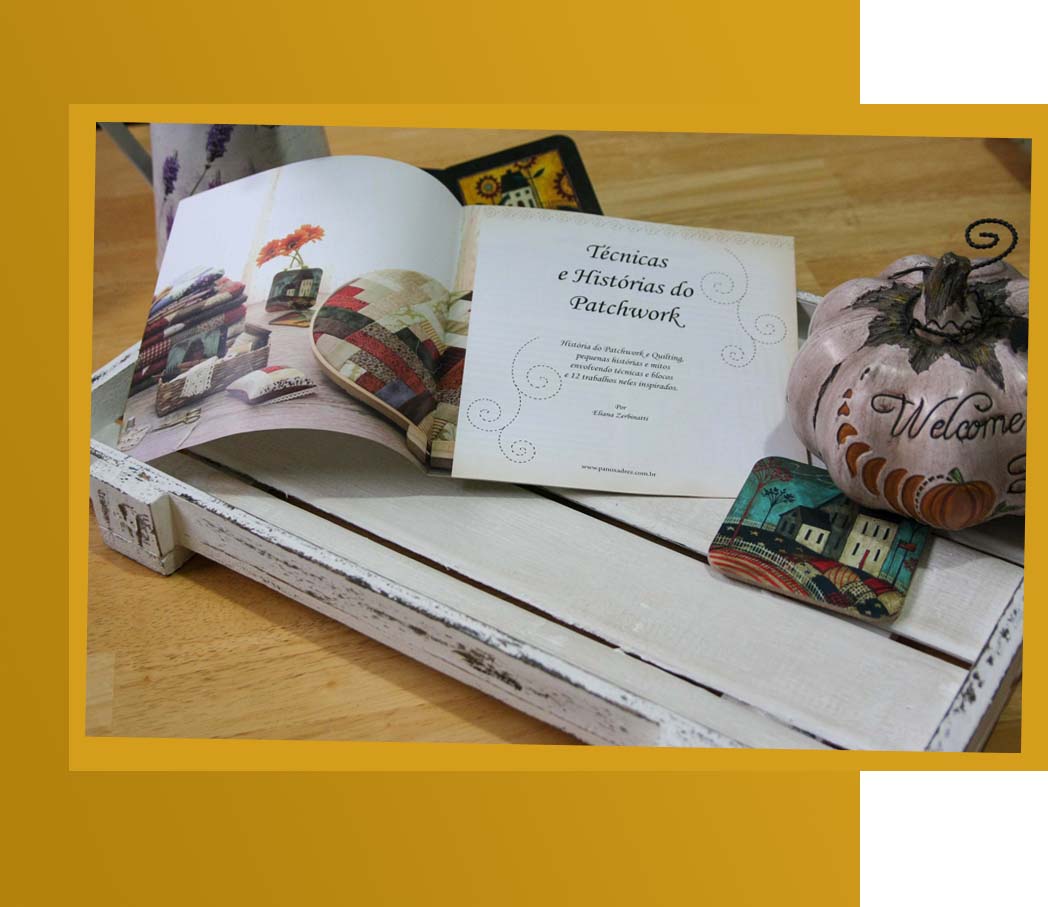 Técnicas
e Histórias do
Patchwork
História do Patchwork e Quilting,
pequenas histórias e mitos
envolvendo técnicas e blocos
e 12 trabalhos neles inspirados.
Por
Eliana Zerbinatti
www.panosadeec.com.br
Welcome